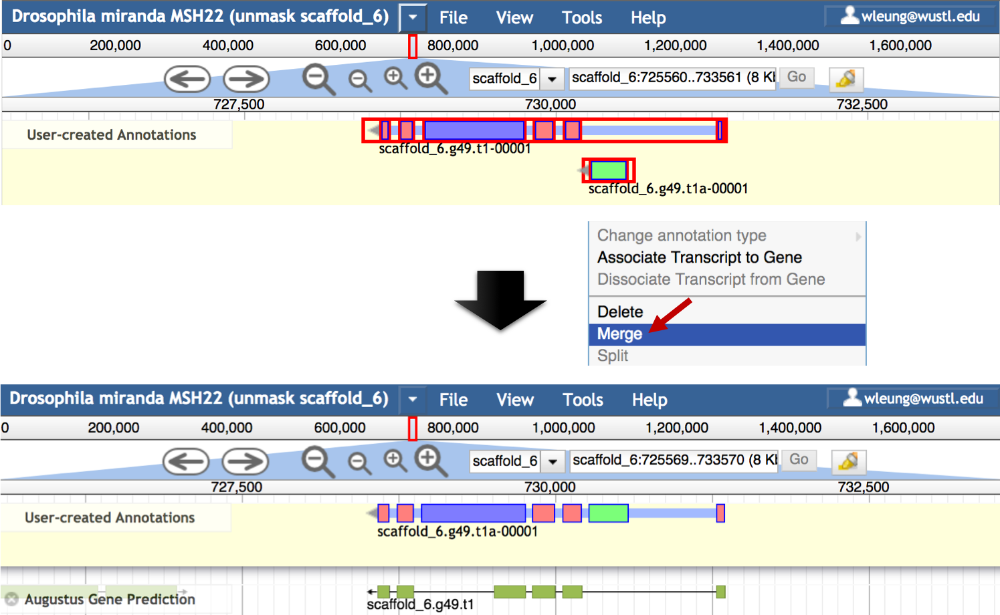 Drosophila miranda MSH22 (unmask scaffold_6) File View Tools Help wleung@wustl.edu
0 200,000 400,000 600,000 800,000 1,000,000 1,200,000 1,400,000 1,600,000
scaffold_6 scaffold_6:725560..733561 (8 Kb Go
727,500 730,000 732,500
User-created Annotations
scaffold_6.g49.t1-00001
scaffold_6.g49.t1a-00001
Change annotation type
Associate Transcript to Gene
Dissociate Transcript from Gene
Delete
Merge
Split
Drosophila miranda MSH22 (unmask scaffold_6) File View Tools Help wleung@wustl.edu
0 200,000 400,000 600,000 800,000 1,000,000 1,200,000 1,400,000 1,600,000
scaffold_6 scaffold_6:725569..733570 (8 Kb Go
727,500 730,000 732,500
User-created Annotations
scaffold_6.g49.t1a-00001
Augustus Gene Prediction
scaffold_6.g49.t1